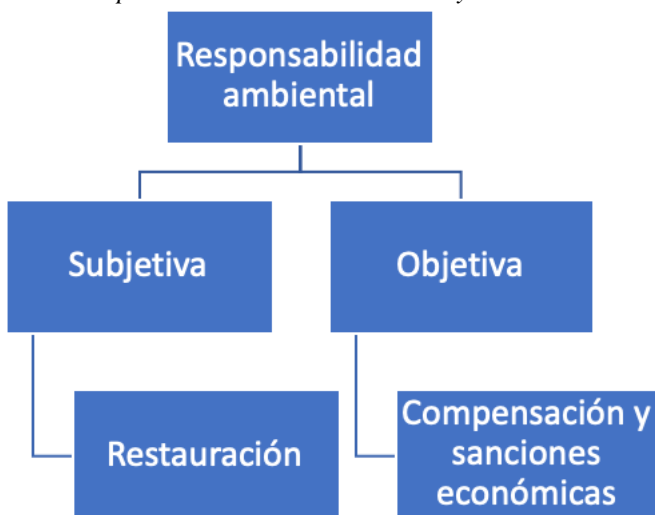 Responsabilidad
ambiental
Subjetiva
Objetiva
Restauración
Compensación y
sanciones
económicas